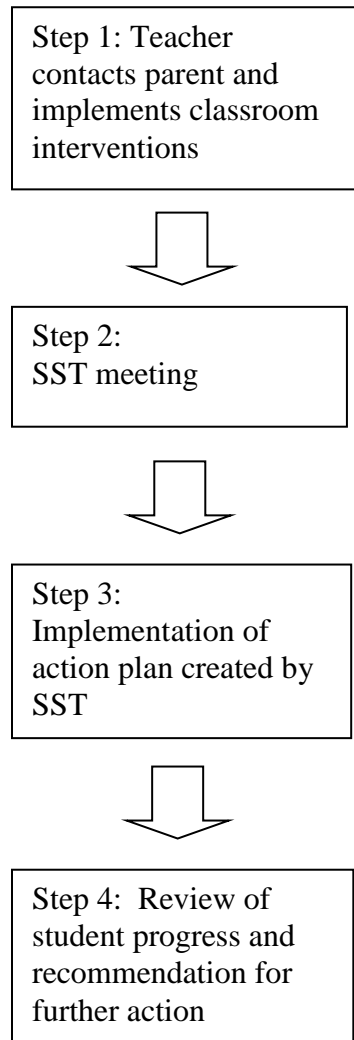 Step 1: Teacher
contacts parent and
implements classroom
interventions
Step 2:
SST meeting
Step 3:
Implementation of
action plan created by
SST
Step 4:  Review of
student progress and
recommendation for
further action